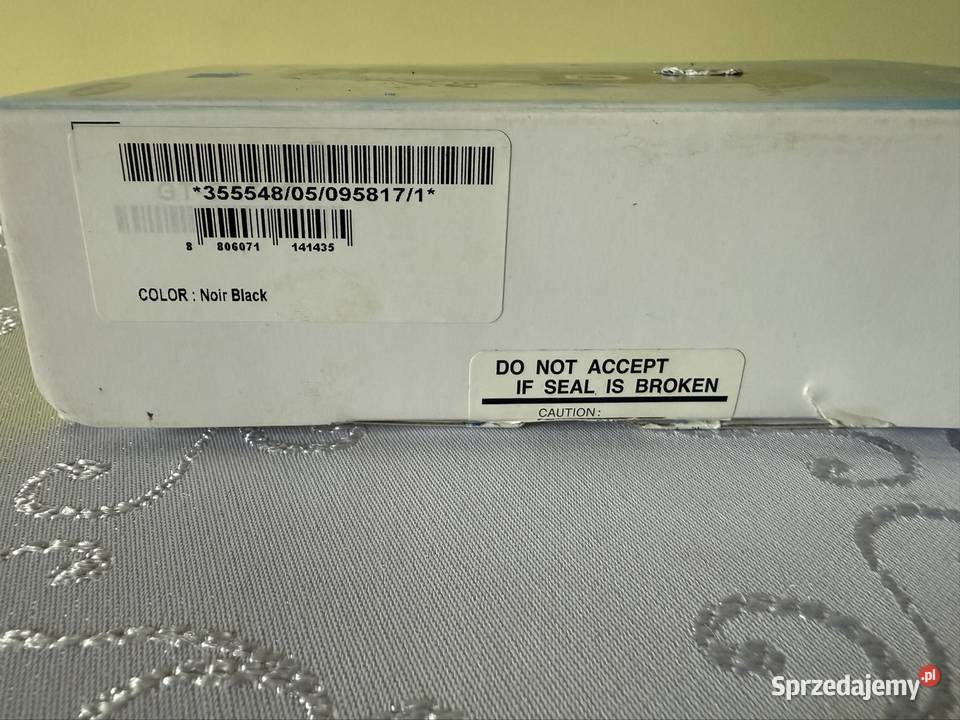 *355548/05/095817/1*
8 806071 141435
COLOR : Noir Black
DO NOT ACCEPT
IF SEAL IS BROKEN
CAUTION:
Sprzedajemy.pl